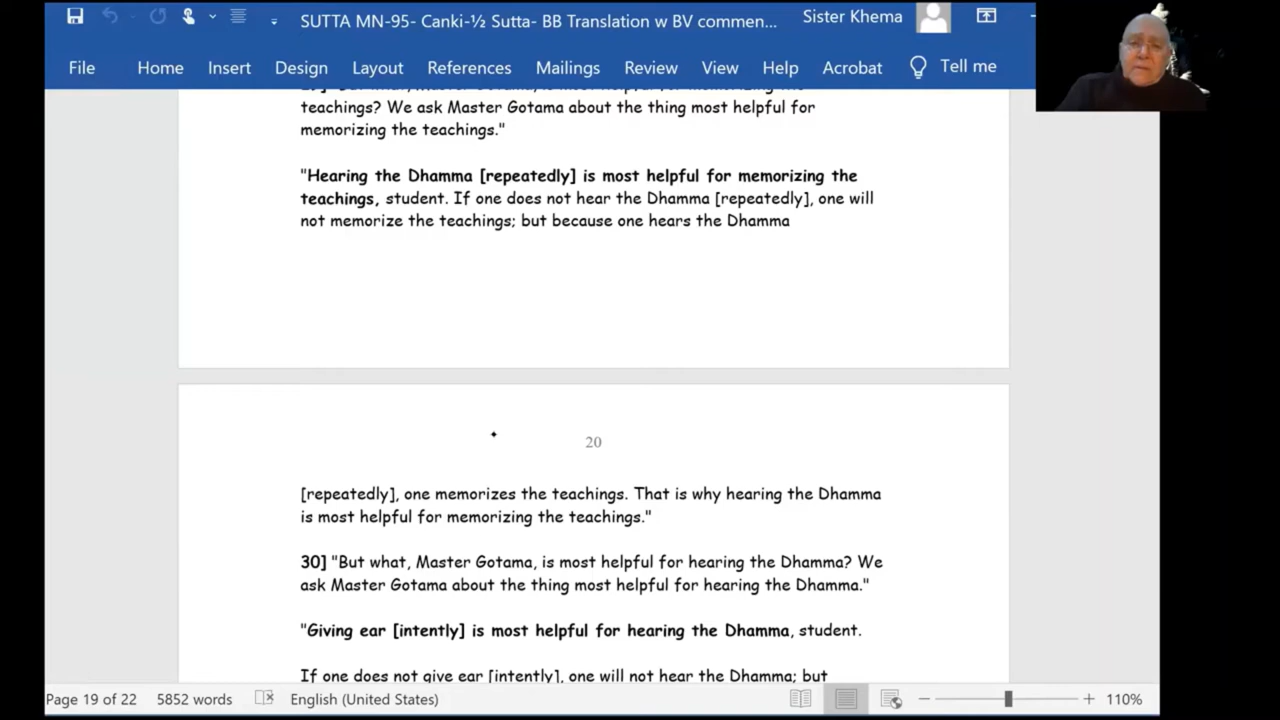 SUTTA MN-95- Canki-½ Sutta- BB Translation w BV commen... Sister Khema
File Home Insert Design Layout References Mailings Review View Help Acrobat Tell me
teachings? We ask Master Gotama about the thing most helpful for
memorizing the teachings."
"Hearing the Dhamma [repeatedly] is most helpful for memorizing the
teachings, student. If one does not hear the Dhamma [repeatedly], one will
not memorize the teachings; but because one hears the Dhamma
20
[repeatedly], one memorizes the teachings. That is why hearing the Dhamma
is most helpful for memorizing the teachings."
30] "But what, Master Gotama, is most helpful for hearing the Dhamma? We
ask Master Gotama about the thing most helpful for hearing the Dhamma."
"Giving ear [intently] is most helpful for hearing the Dhamma, student.
If one does not give ear [intently], one will not hear the Dhamma; but
Page 19 of 22 5852 words English (United States) 110%